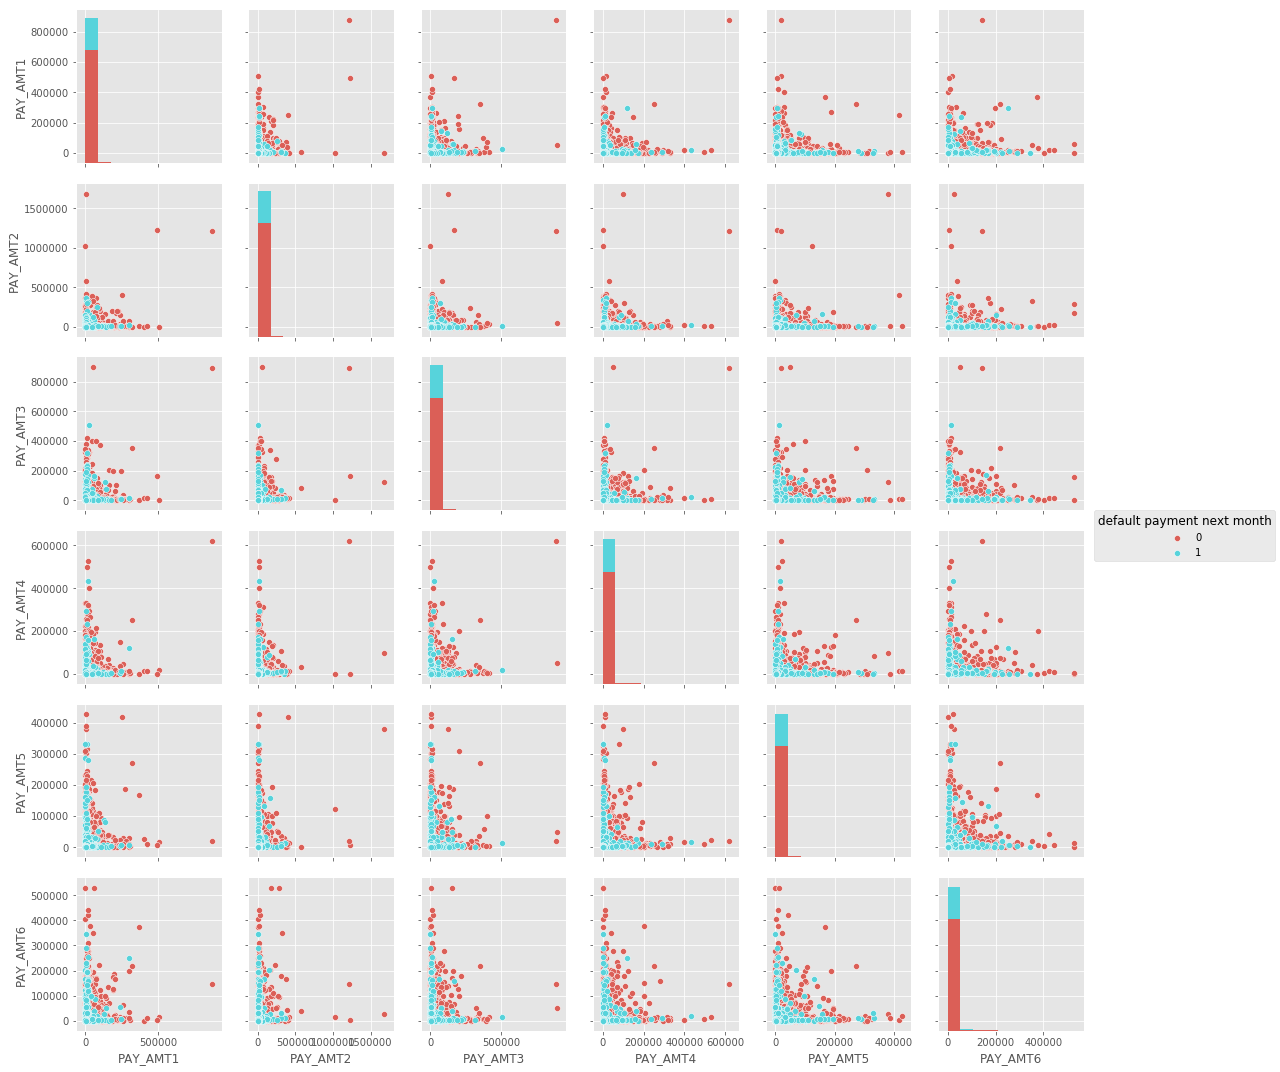 PAY_AMT1
800000
600000
400000
200000
0
PAY_AMT2
1500000
1000000
500000
0
PAY_AMT3
800000
600000
400000
200000
0
PAY_AMT4
600000
400000
200000
0
default payment next month
0
1
PAY_AMT5
400000
300000
200000
100000
0
PAY_AMT6
500000
400000
300000
200000
100000
0
0 500000
0 500000 1000000 1500000
0 500000
0 200000 400000 600000
0 200000 400000
0 200000 400000
PAY_AMT1 PAY_AMT2 PAY_AMT3 PAY_AMT4 PAY_AMT5 PAY_AMT6